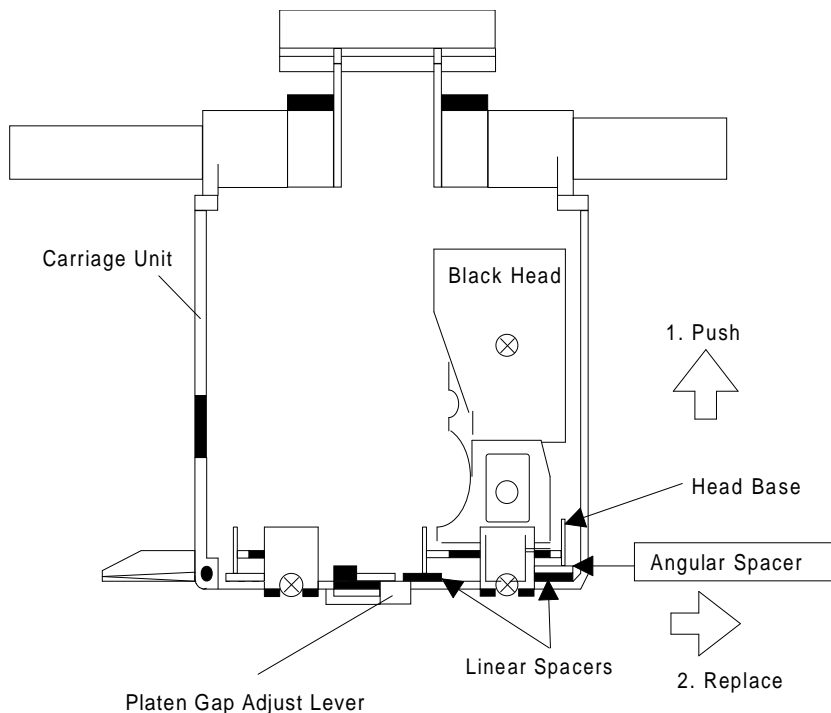 Carriage Unit
Black Head
1. Push
Head Base
Angular Spacer
Linear Spacers
2. Replace
Platen Gap Adjust Lever